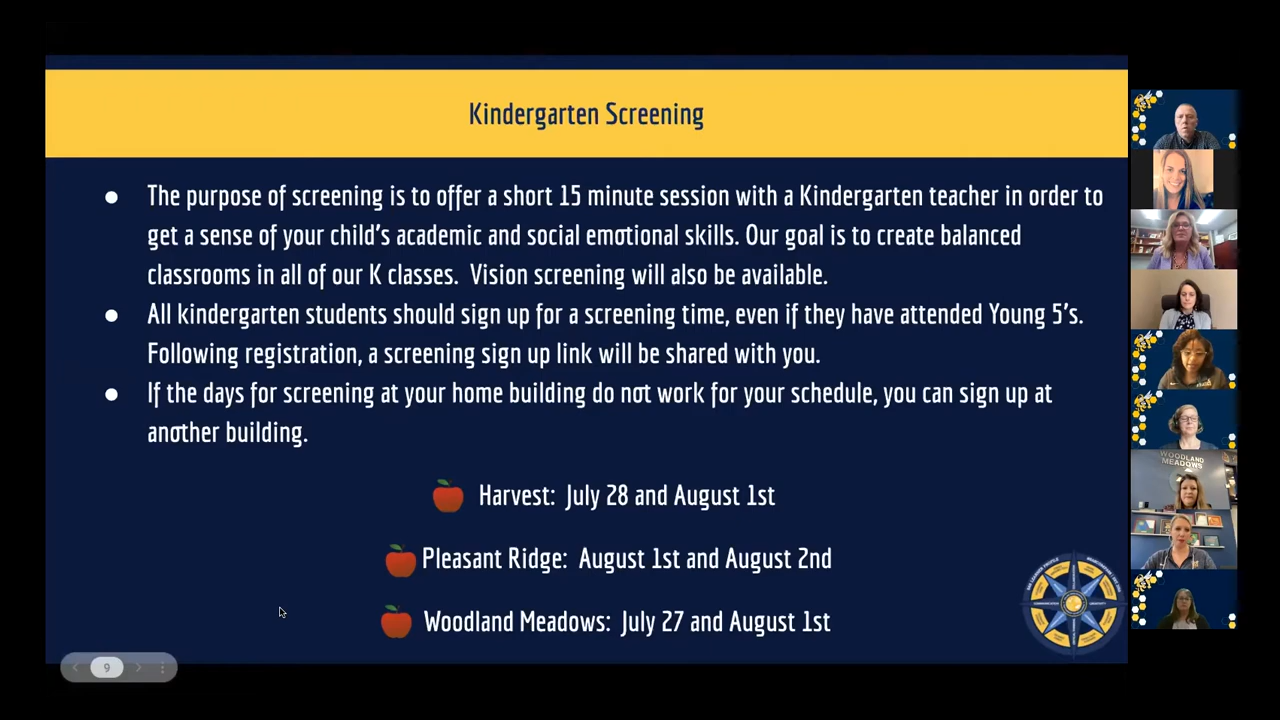 Kindergarten Screening
● The purpose of screening is to offer a short 15 minute session with a Kindergarten teacher in order to
get a sense of your child's academic and social emotional skills. Our goal is to create balanced
classrooms in all of our K classes. Vision screening will also be available.
● All kindergarten students should sign up for a screening time, even if they have attended Young 5's.
Following registration, a screening sign up link will be shared with you.
● If the days for screening at your home building do not work for your schedule, you can sign up at
another building.
Harvest: July 28 and August 1st
Pleasant Ridge: August 1st and August 2nd
Woodland Meadows: July 27 and August 1st
9
WOODLAND
MEADOWS